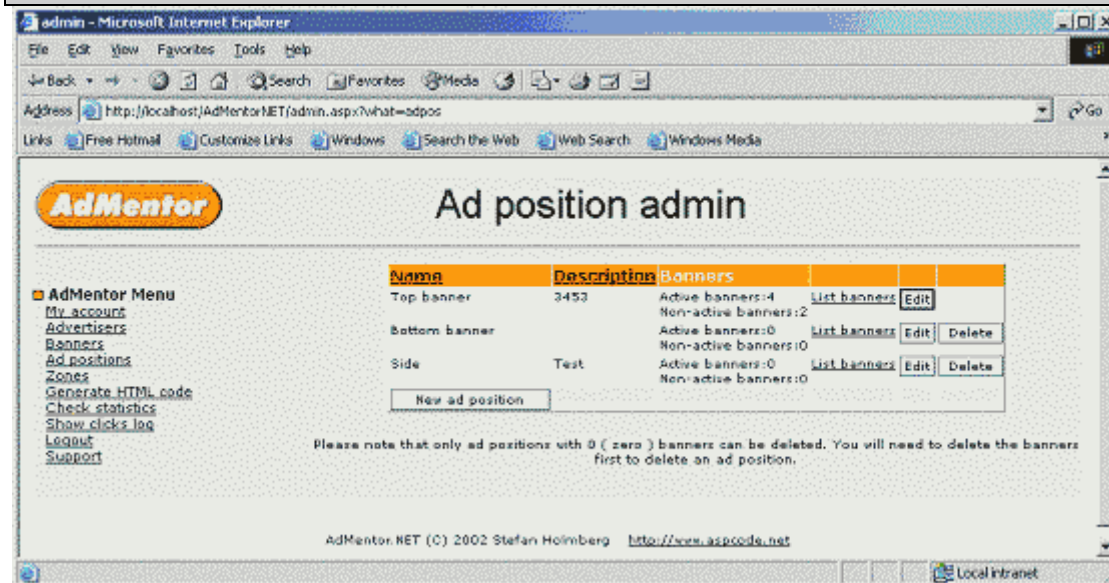 admin - Microsoft Internet Explorer
File Edit View Favorites Tools Help
Back Search Favorites Media
Address http://localhost/AdMentorNET/admin.aspx?what=adpos Go
Links Free Hotmail Customize Links Windows Search the Web Web Search Windows Media
AdMentor Ad position admin
Name Description Banners
Top banner 3453 Active banners:4 List banners Edit
Non-active banners:2
Bottom banner Active banners:0 List banners Edit Delete
Non-active banners:0
Side Test Active banners:0 List banners Edit Delete
Non-active banners:0
New ad position
AdMentor Menu
My account
Advertisers
Banners
Ad positions
Zones
Generate HTML code
Check statistics
Show clicks log
Logout
Support
Please note that only ad positions with 0 ( zero ) banners can be deleted. You will need to delete the banners
first to delete an ad position.
AdMentor.NET (C) 2002 Stefan Holmberg http://www.aspcode.net
Local intranet